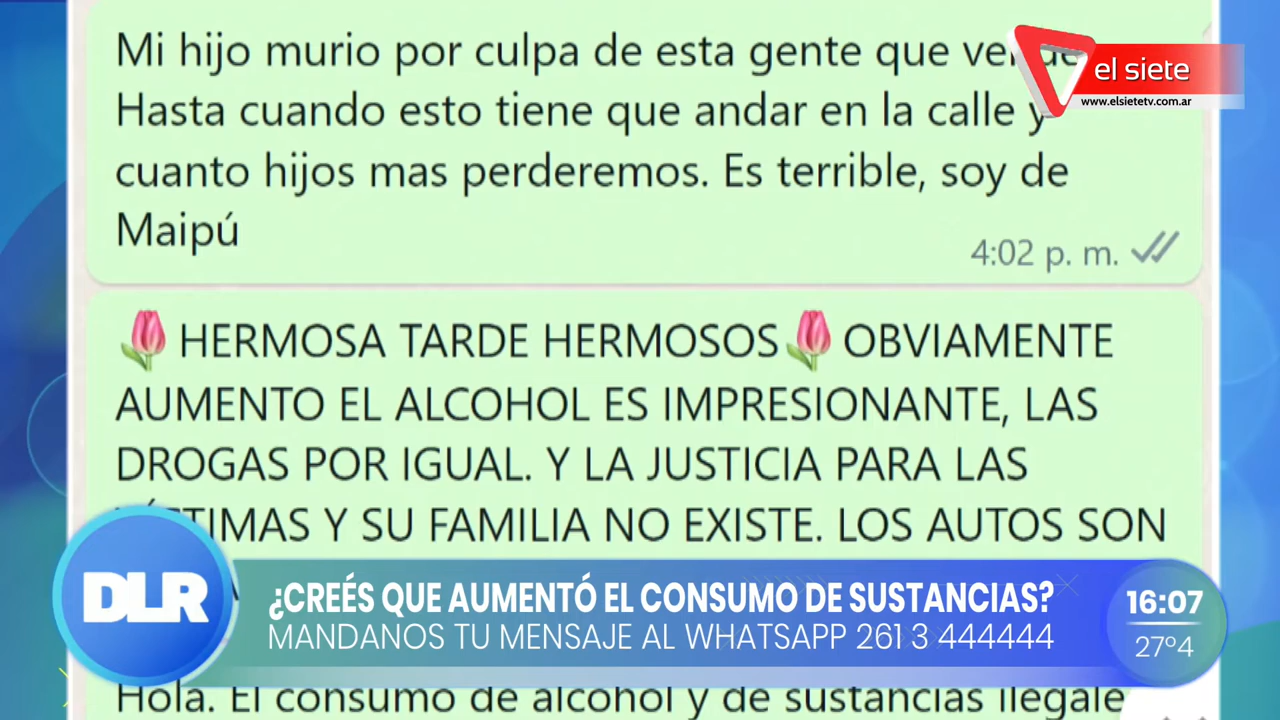 Mi hijo murio por culpa de esta gente que
Hasta cuando esto tiene que andar en la calle y
cuanto hijos mas perderemos. Es terrible, soy de
Maipú
4:02 p. m.
el siete
www.elsietetv.com.ar
HERMOSA TARDE HERMOSOS OBVIAMENTE
AUMENTO EL ALCOHOL ES IMPRESIONANTE, LAS
DROGAS POR IGUAL. Y LA JUSTICIA PARA LAS
Y SU FAMILIA NO EXISTE. LOS AUTOS SON
DLR
¿CREÉS QUE AUMENTÓ EL CONSUMO DE SUSTANCIAS?
MANDANOS TU MENSAJE AL WHATSAPP 261 3 444444
16:07
27º4
Hola. El consumo de alcohol y de sustancias